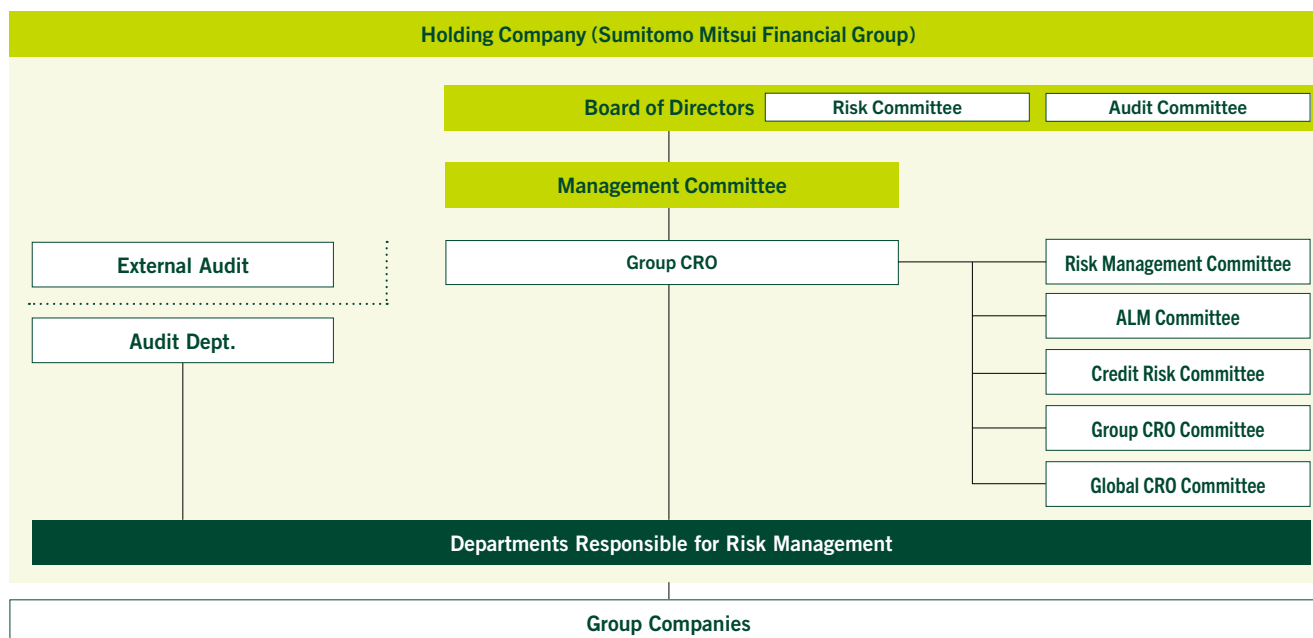 Holding Company (Sumitomo Mitsui Financial Group)
Board of Directors
Risk Committee
Audit Committee
Management Committee
External Audit
Group CRO
Risk Management Committee
ALM Committee
Audit Dept.
Credit Risk Committee
Group CRO Committee
Global CRO Committee
Departments Responsible for Risk Management
Group Companies